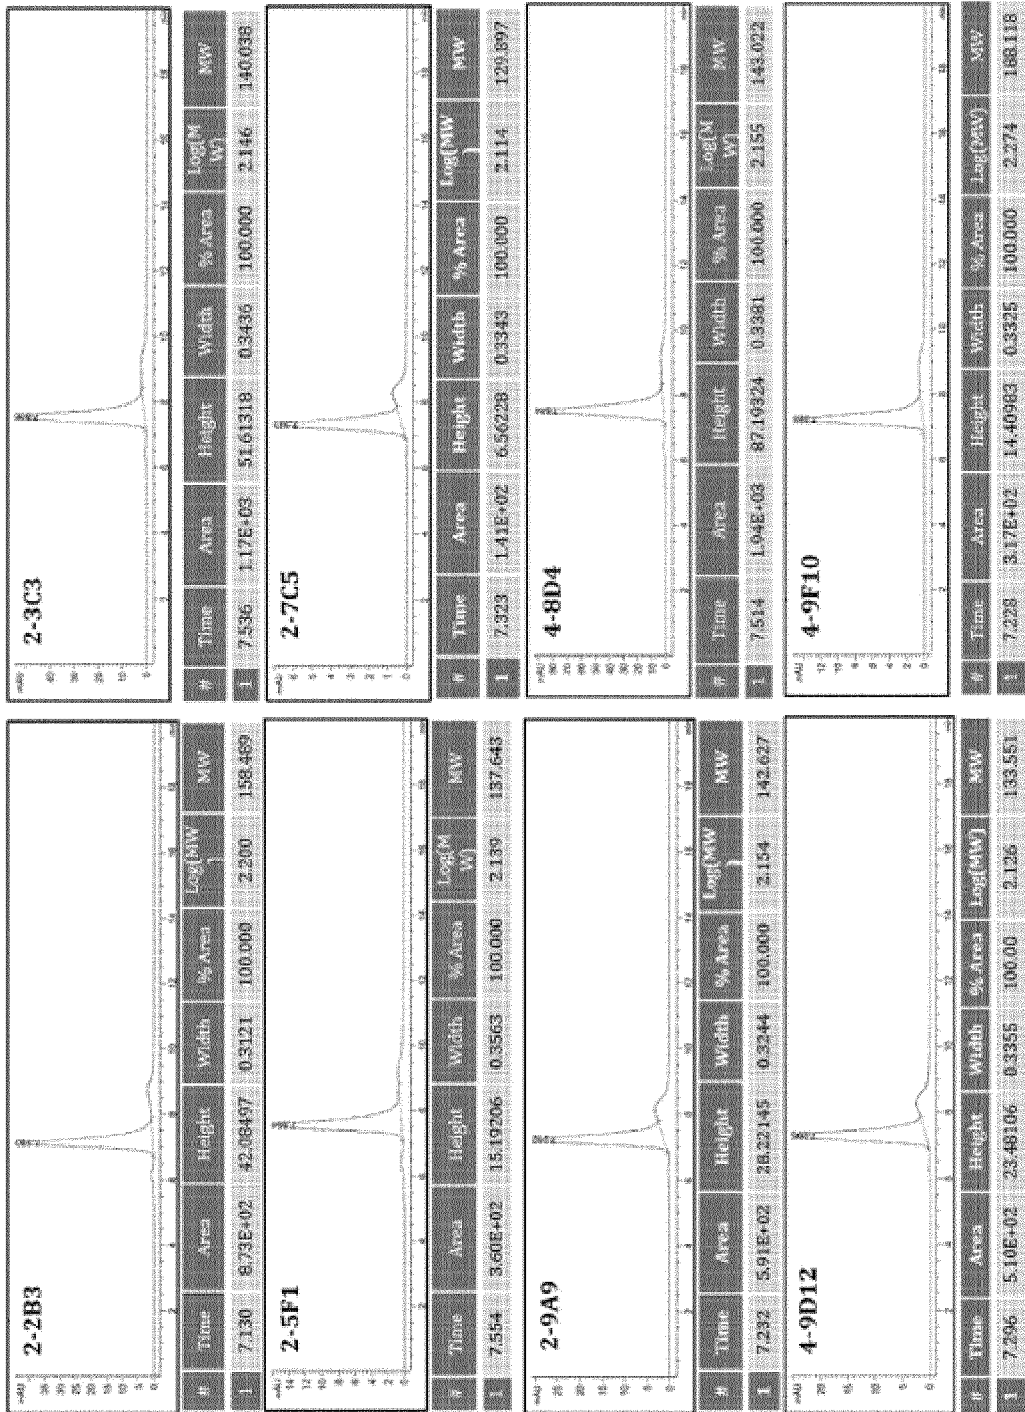 2-2B3
# Time Area Height Width % Area Log(MW) MW
1 7.130 8.73E+02 42.08497 0.3121 100.000 2.200 158.489
2-3C3
# Time Area Height Width % Area Log(MW) MW
1 7.536 1.17E+03 51.61318 0.3436 100.000 2.146 140.038
2-5F1
# Time Area Height Width % Area Log(MW) MW
1 7.554 3.60E+02 15.19206 0.3563 100.000 2.139 137.643
2-7C5
# Time Area Height Width % Area Log(MW) MW
1 7.323 1.41E+02 6.56228 0.3343 100.000 2.114 129.897
2-9A9
# Time Area Height Width % Area Log(MW) MW
1 7.232 5.91E+02 28.22145 0.3244 100.000 2.154 142.627
4-8D4
# Time Area Height Width % Area Log(MW) MW
1 7.514 1.94E+03 87.19324 0.3381 100.000 2.155 143.022
4-9D12
# Time Area Height Width % Area Log(MW) MW
1 7.296 5.10E+02 23.48106 0.3355 100.00 2.126 133.551
4-9F10
# Time Area Height Width % Area Log(MW) MW
1 7.228 3.17E+02 14.40983 0.3325 100.000 2.274 188.118